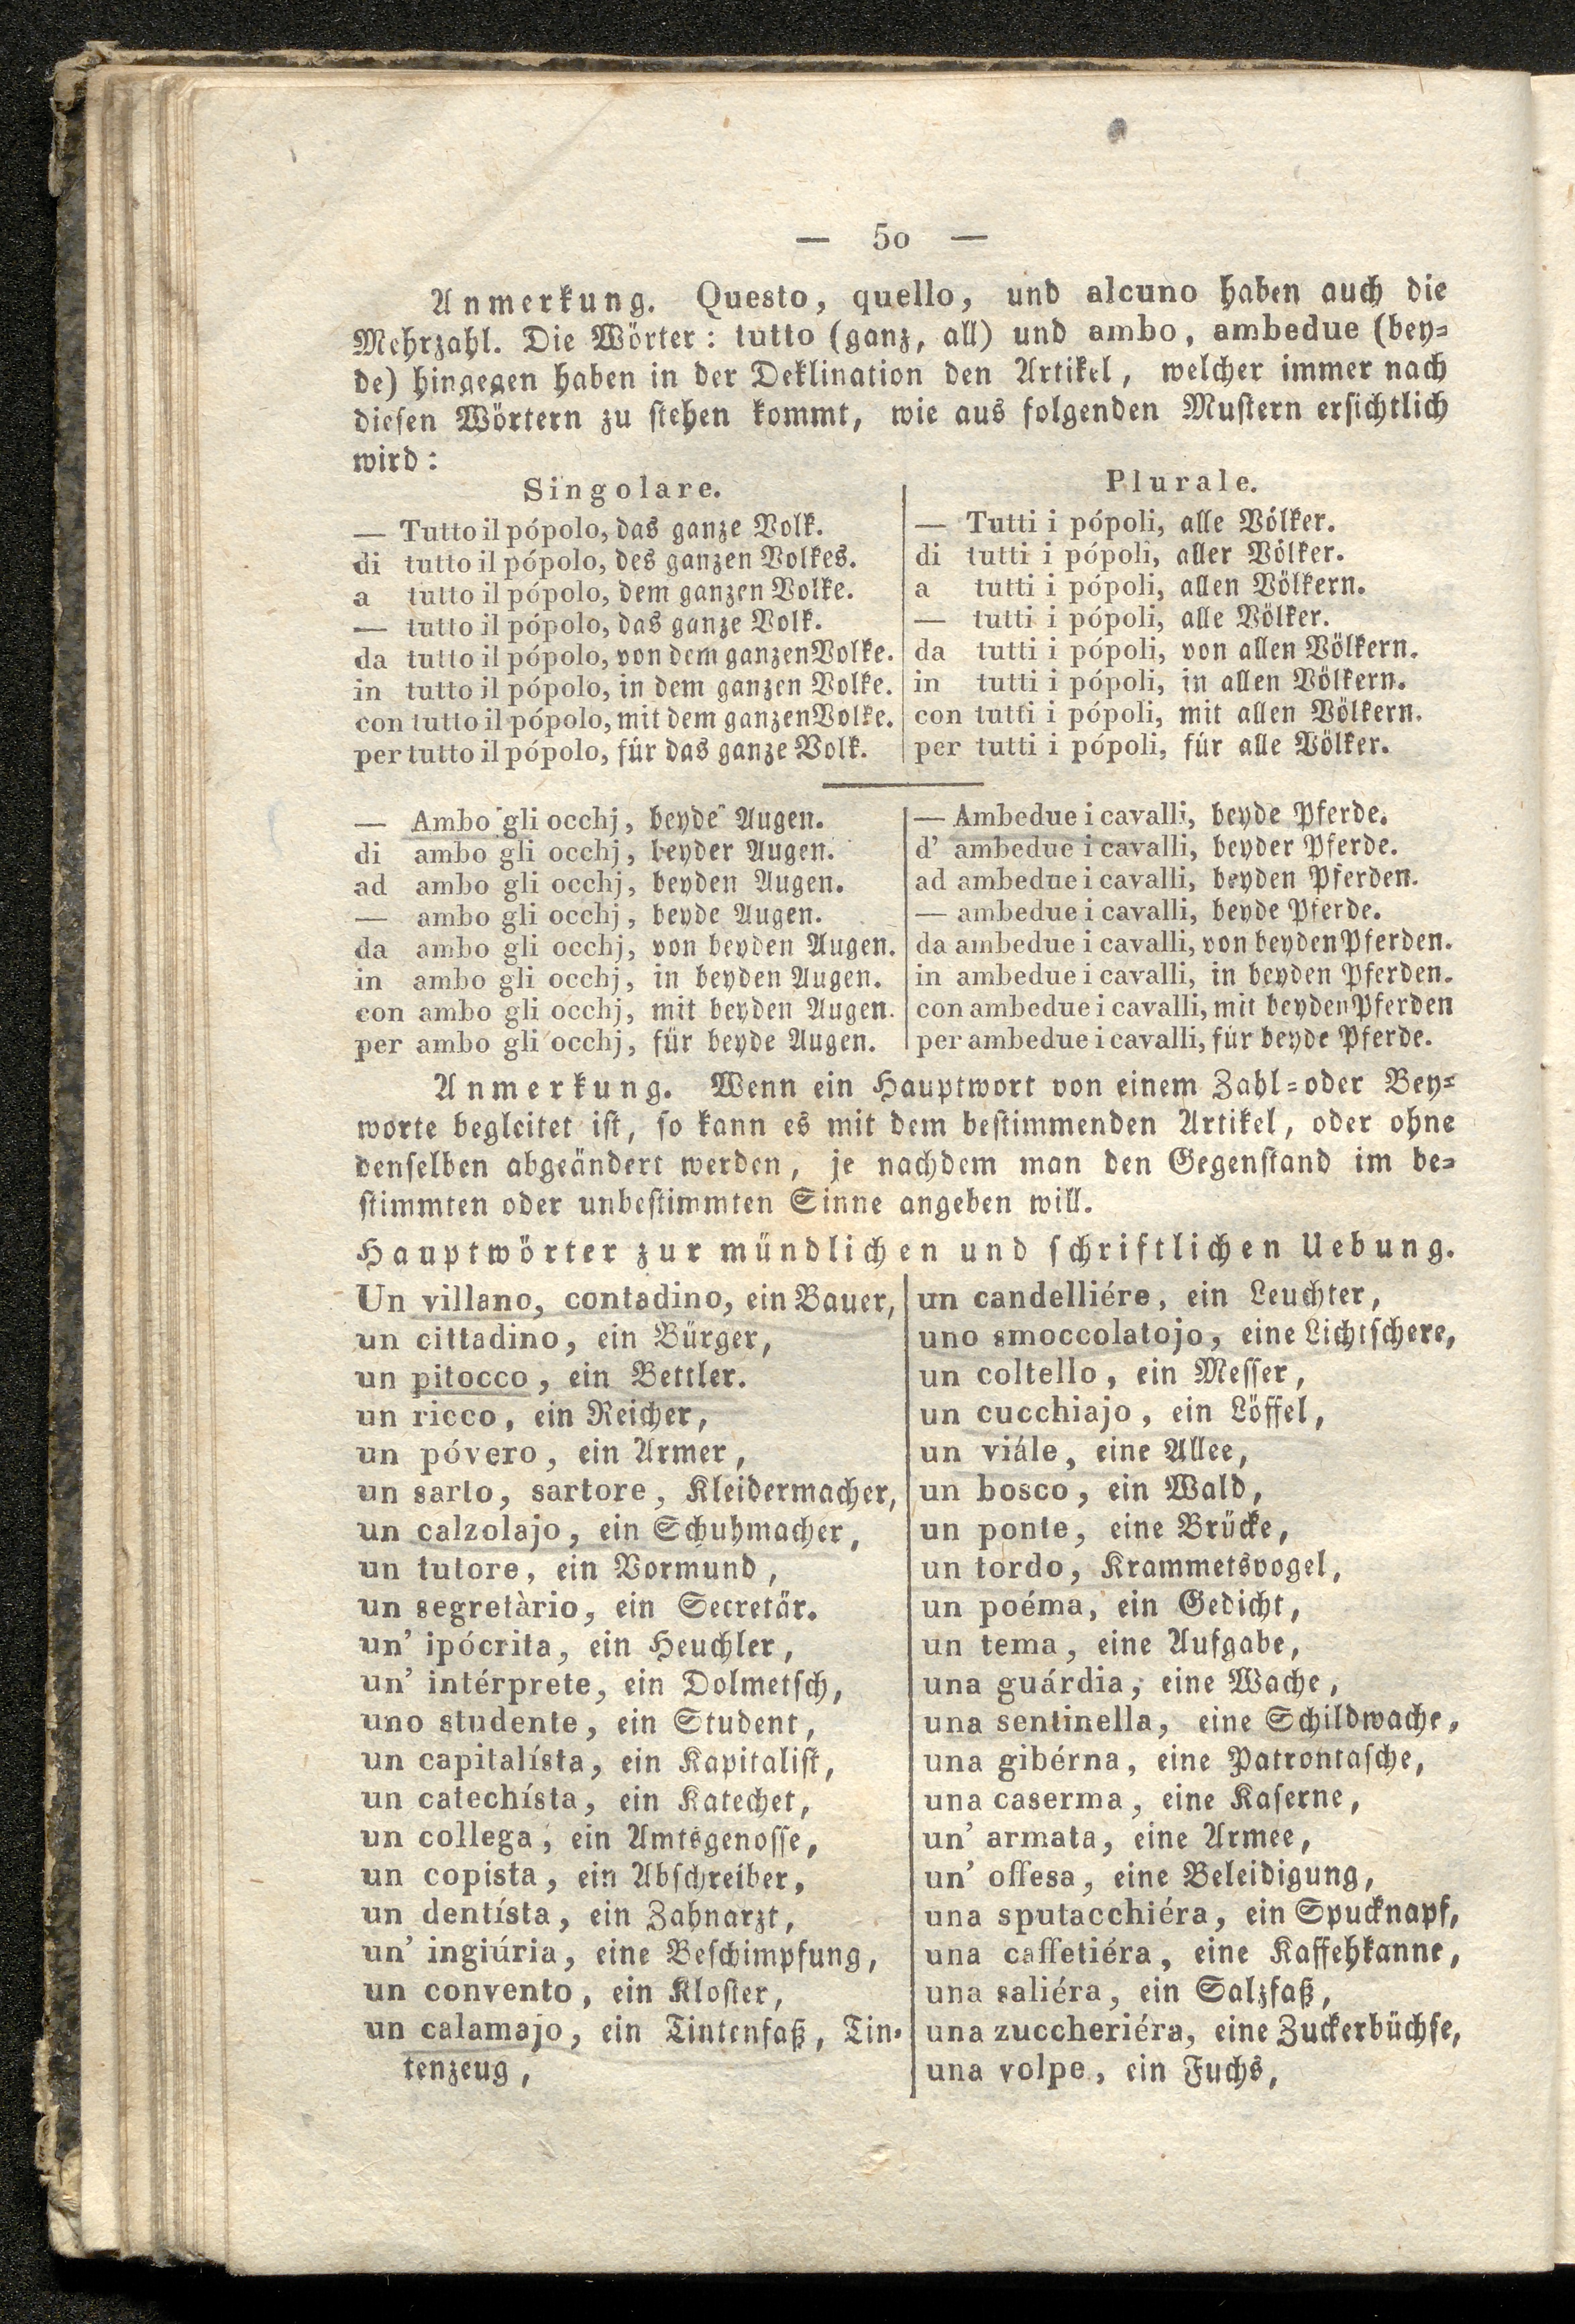 — 50 —
Anmerkung. Questo, quello, und alcuno haben auch die
Mehrzahl. Die Wörter: tutto (ganz, all) und ambo, ambedue (bey=
de) hingegen haben in der Deklination den Artikel, welcher immer nach
diesen Wörtern zu stehen kommt, wie aus folgenden Mustern ersichtlich
wird:
Singolare.
— Tutto il pópolo, das ganze Volk.
di tutto il pópolo, des ganzen Volkes.
a tutto il pópolo, dem ganzen Volke.
— tutto il pópolo, das ganze Volk.
da tutto il pópolo, von dem ganzen Volke.
in tutto il pópolo, in dem ganzen Volke.
con tutto il pópolo, mit dem ganzen Volke.
per tutto il pópolo, für das ganze Volk.
Plurale.
— Tutti i pópoli, alle Völker.
di tutti i pópoli, aller Völker.
a tutti i pópoli, allen Völkern.
— tutti i pópoli, alle Völker.
da tutti i pópoli, von allen Völkern.
in tutti i pópoli, in allen Völkern.
con tutti i pópoli, mit allen Völkern.
per tutti i pópoli, für alle Völker.
— Ambo gli occhj, beyde Augen.
di ambo gli occhj, beyder Augen.
ad ambo gli occhj, beyden Augen.
— ambo gli occhj, beyde Augen.
da ambo gli occhj, von beyden Augen.
in ambo gli occhj, in beyden Augen.
con ambo gli occhj, mit beyden Augen.
per ambo gli occhj, für beyde Augen.
— Ambedue i cavalli, beyde Pferde.
d' ambedue i cavalli, beyder Pferde.
ad ambedue i cavalli, beyden Pferden.
— ambedue i cavalli, beyde Pferde.
da ambedue i cavalli, von beyden Pferden.
in ambedue i cavalli, in beyden Pferden.
con ambedue i cavalli, mit beyden Pferden
per ambedue i cavalli, für beyde Pferde.
Anmerkung. Wenn ein Hauptwort von einem Zahl= oder Bey=
worte begleitet ist, so kann es mit dem bestimmenden Artikel, oder ohne
denselben abgeändert werden, je nachdem man den Gegenstand im be=
stimmten oder unbestimmten Sinne angeben will.
Hauptwörter zur mündlichen und schriftlichen Uebung.
Un villano, contadino, ein Bauer,
un cittadino, ein Bürger,
un pitocco, ein Bettler.
un ricco, ein Reicher,
un póvero, ein Armer,
un sarto, sartore, Kleidermacher,
un calzolajo, ein Schuhmacher,
un tutore, ein Vormund,
un segretàrio, ein Secretär.
un' ipócrita, ein Heuchler,
un' intérprete, ein Dolmetsch,
uno studente, ein Student,
un capitalísta, ein Kapitalist,
un catechísta, ein Katechet,
un collega, ein Amtsgenosse,
un copista, ein Abschreiber,
un dentísta, ein Zahnarzt,
un' ingiúria, eine Beschimpfung,
un convento, ein Kloster,
un calamajo, ein Tintenfaß, Tin=
tenzeug,
un candelliére, ein Leuchter,
uno smoccolatojo, eine Lichtschere,
un coltello, ein Messer,
un cucchiajo, ein Löffel,
un viále, eine Allee,
un bosco, ein Wald,
un ponte, eine Brücke,
un tordo, Krammetsvogel,
un poéma, ein Gedicht,
un tema, eine Aufgabe,
una guárdia, eine Wache,
una sentinella, eine Schildwache,
una gibérna, eine Patrontasche,
una caserma, eine Kaserne,
un' armata, eine Armee,
un' offesa, eine Beleidigung,
una sputacchiéra, ein Spucknapf,
una caffetiéra, eine Kaffehkanne,
una saliéra, ein Salzfaß,
una zuccheriéra, eine Zuckerbüchse,
una volpe, ein Fuchs,